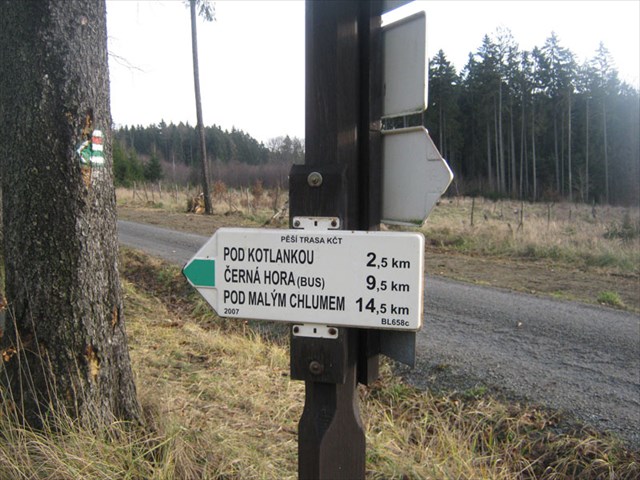 PĚŠÍ TRASA KČT
POD KOTLANKOU 2,5 KM
ČERNÁ HORA (BUS) 9,5 KM
POD MALÝM CHLUMEM 14,5 KM
2007 BL658c